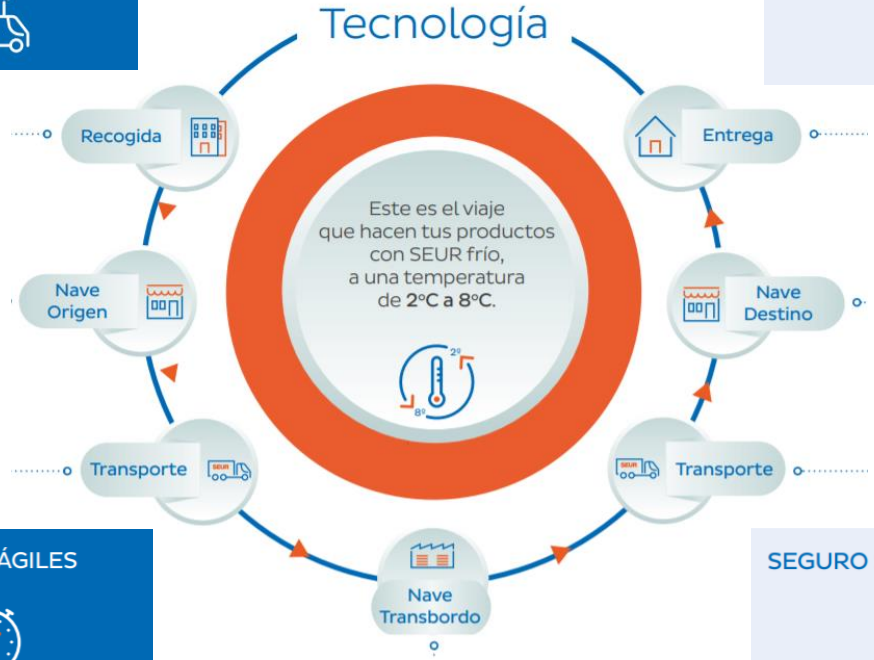 Tecnología
Recogida
Entrega
Este es el viaje
que hacen tus productos
con SEUR frío,
a una temperatura
de 2ºC a 8ºC.
2º
8º
Nave
Origen
Nave
Destino
Transporte
SEUR
SEUR
Transporte
ÁGILES
SEGURO
Nave
Transbordo